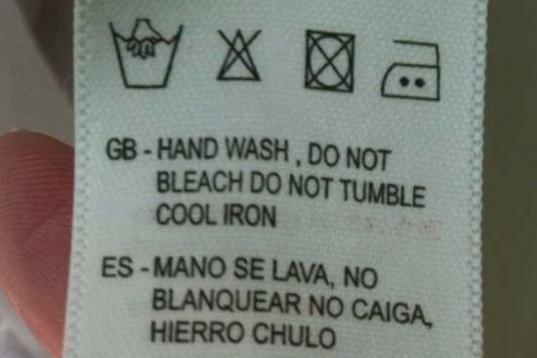 GB - HAND WASH , DO NOT
BLEACH DO NOT TUMBLE
COOL IRON
ES - MANO SE LAVA, NO
BLANQUEAR NO CAIGA,
HIERRO CHULO